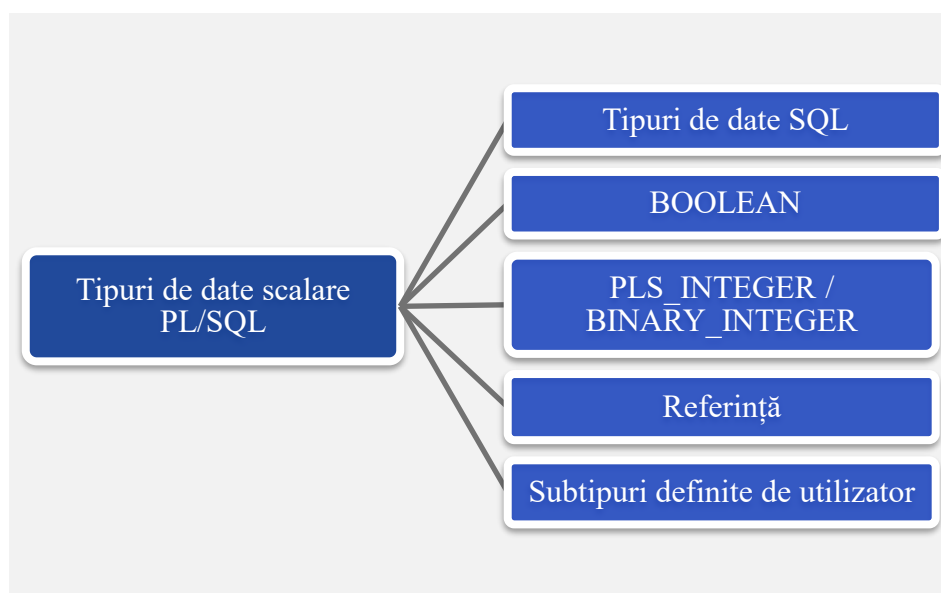 Tipuri de date scalare
PL/SQL
Tipuri de date SQL
BOOLEAN
PLS_INTEGER /
BINARY_INTEGER
Referință
Subtipuri definite de utilizator